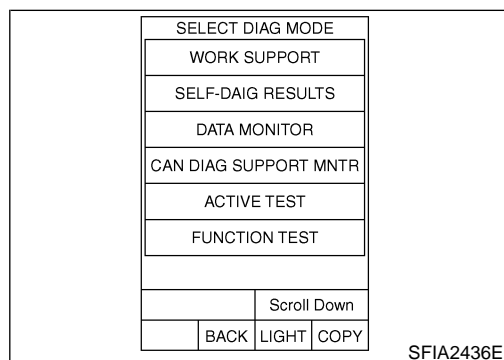 SELECT DIAG MODE
WORK SUPPORT
SELF-DAIG RESULTS
DATA MONITOR
CAN DIAG SUPPORT MNTR
ACTIVE TEST
FUNCTION TEST
Scroll Down
BACK LIGHT COPY
SFIA2436E